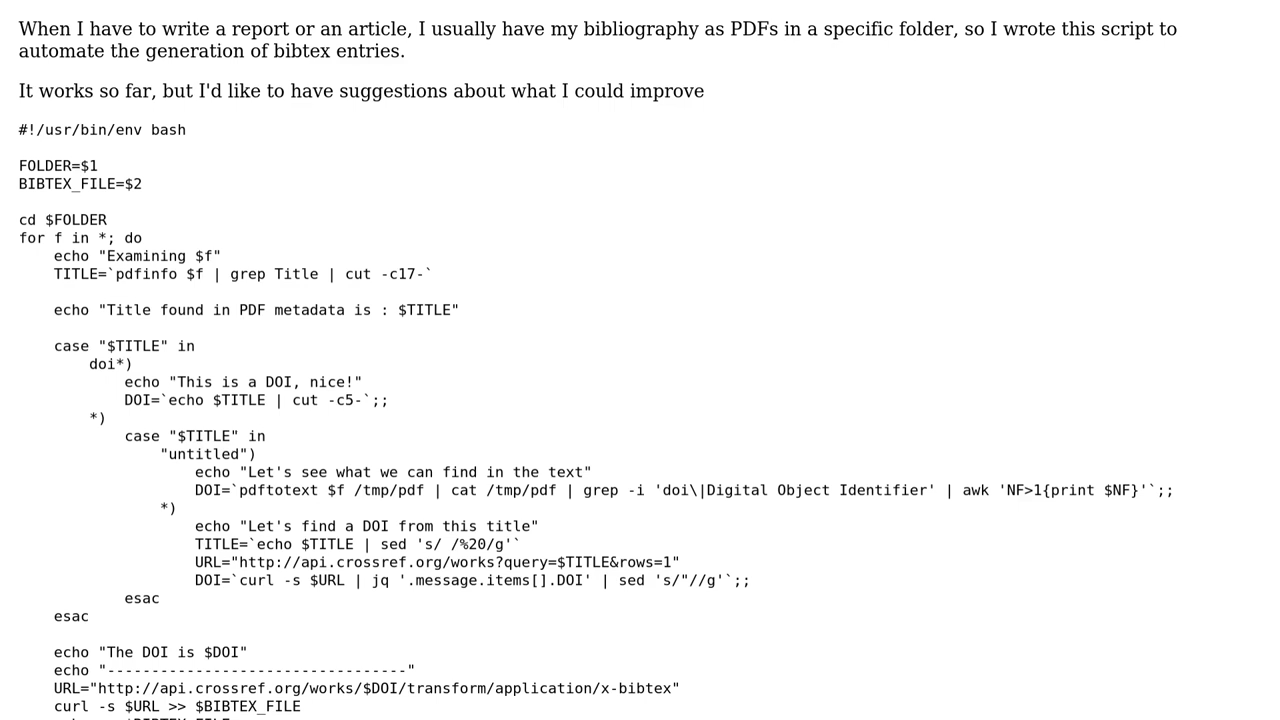 When I have to write a report or an article, I usually have my bibliography as PDFs in a specific folder, so I wrote this script to
automate the generation of bibtex entries.
It works so far, but I'd like to have suggestions about what I could improve
#!/usr/bin/env bash
FOLDER=$1
BIBTEX_FILE=$2
cd $FOLDER
for f in *; do
    echo "Examining $f"
    TITLE=`pdfinfo $f | grep Title | cut -c17-`
    echo "Title found in PDF metadata is : $TITLE"
    case "$TITLE" in
        doi*)
            echo "This is a DOI, nice!"
            DOI=`echo $TITLE | cut -c5-`;;
        *)
            case "$TITLE" in
                "untitled")
                    echo "Let's see what we can find in the text"
                    DOI=`pdftotext $f /tmp/pdf | cat /tmp/pdf | grep -i 'doi\|Digital Object Identifier' | awk 'NF>1{print $NF}'`;;
                *)
                    echo "Let's find a DOI from this title"
                    TITLE=`echo $TITLE | sed 's/ /%20/g'`
                    URL="http://api.crossref.org/works?query=$TITLE&rows=1"
                    DOI=`curl -s $URL | jq '.message.items[].DOI' | sed 's/"//g'`;;
            esac
    esac
    echo "The DOI is $DOI"
    echo "----------------------------------"
    URL="http://api.crossref.org/works/$DOI/transform/application/x-bibtex"
    curl -s $URL >> $BIBTEX_FILE